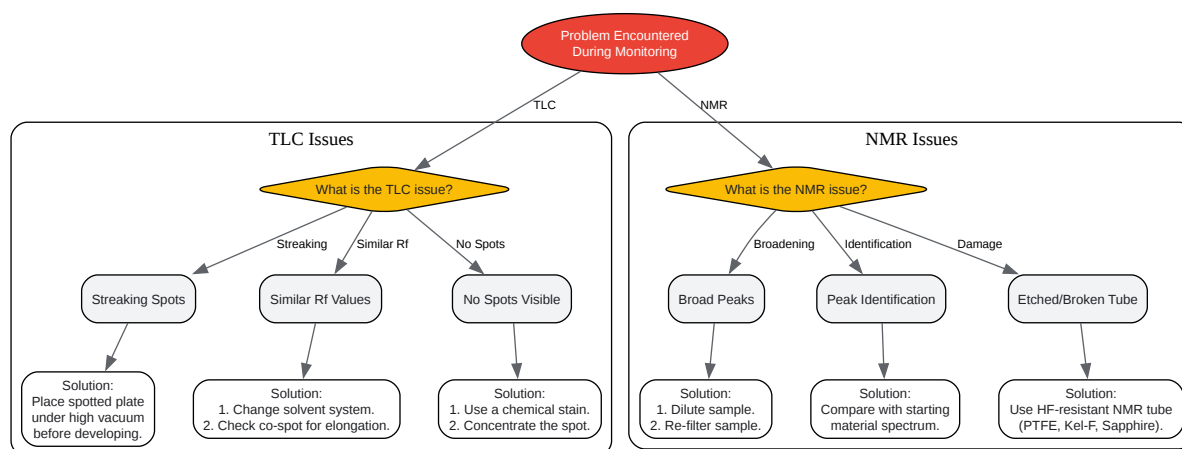 Problem Encountered
During Monitoring
TLC
NMR
TLC Issues
NMR Issues
What is the TLC issue?
What is the NMR issue?
Streaking
Similar Rf
No Spots
Broadening
Identification
Damage
Streaking Spots
Similar Rf Values
No Spots Visible
Broad Peaks
Peak Identification
Etched/Broken Tube
Solution:
Place spotted plate
under high vacuum
before developing.
Solution:
1. Change solvent system.
2. Check co-spot for elongation.
Solution:
1. Use a chemical stain.
2. Concentrate the spot.
Solution:
1. Dilute sample.
2. Re-filter sample.
Solution:
Compare with starting
material spectrum.
Solution:
Use HF-resistant NMR tube
(PTFE, Kel-F, Sapphire).